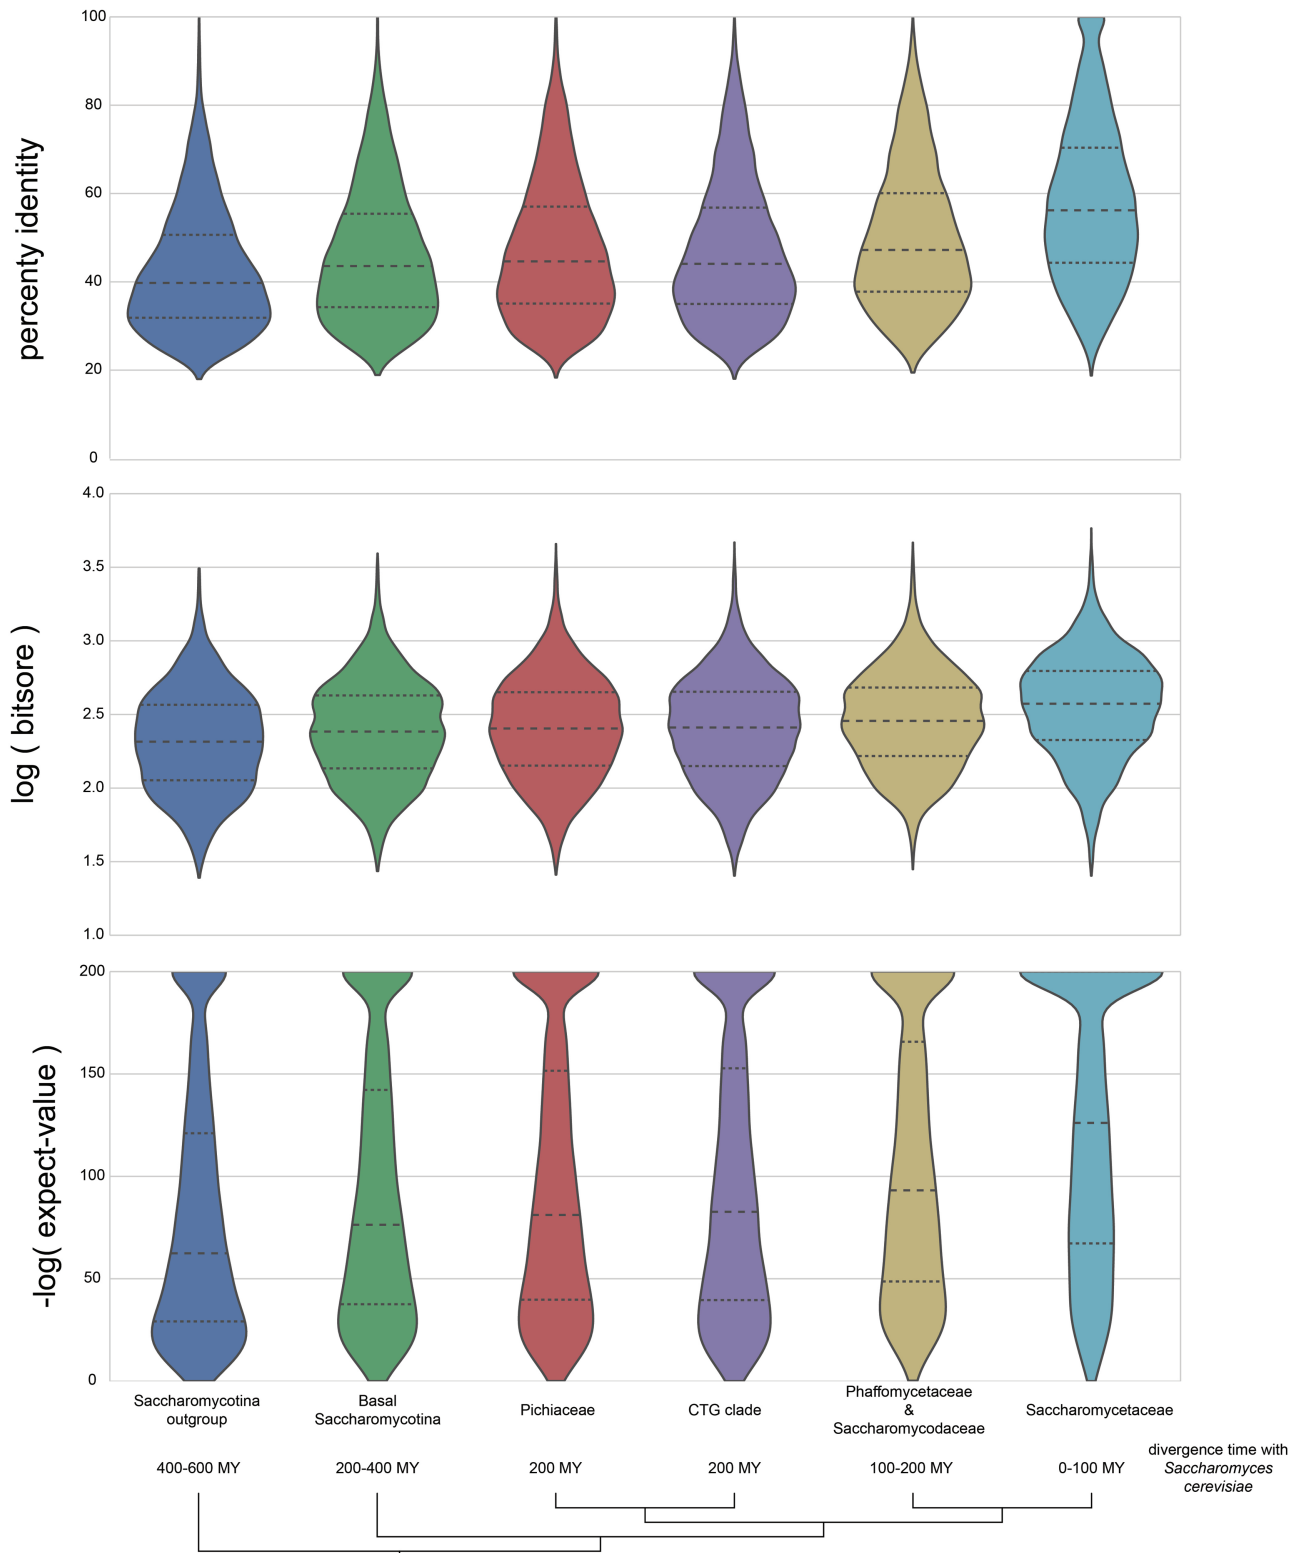 percenty identity
100
80
60
40
20
0
log ( bitsore )
4.0
3.5
3.0
2.5
2.0
1.5
1.0
-log( expect-value )
200
150
100
50
0
Saccharomycotina
outgroup
Basal
Saccharomycotina
Pichiaceae
CTG clade
Phaffomycetaceae
&
Saccharomycodaceae
Saccharomycetaceae
400-600 MY
200-400 MY
200 MY
200 MY
100-200 MY
0-100 MY
divergence time with
Saccharomyces
cerevisiae